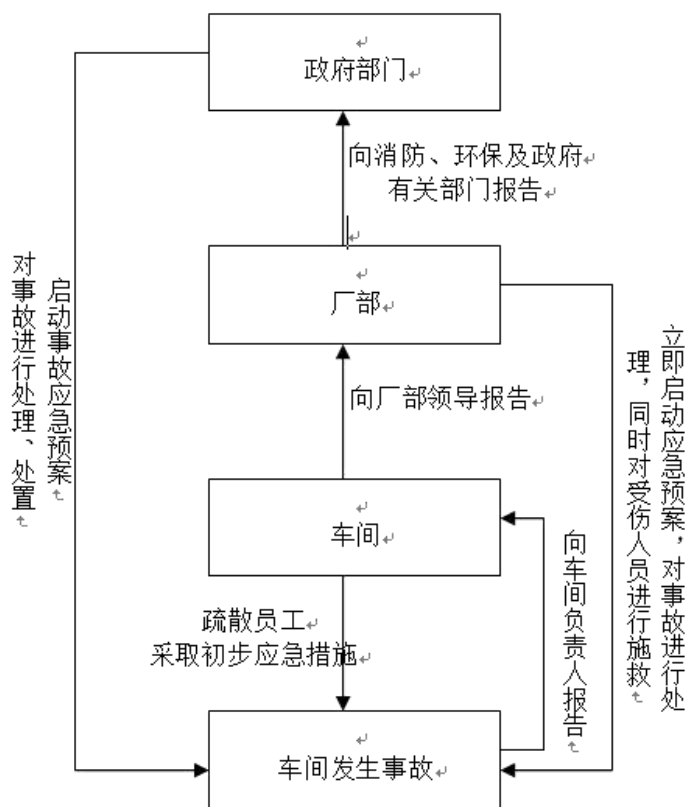 政府部门
向消防、环保及政府
有关部门报告
厂部
启动事故应急预案
对事故进行处理、处置
立即启动应急预案，对事故进行处
理，同时对受伤人员进行施救
向厂部领导报告
车间
向车间负责人报告
疏散员工
采取初步应急措施
车间发生事故